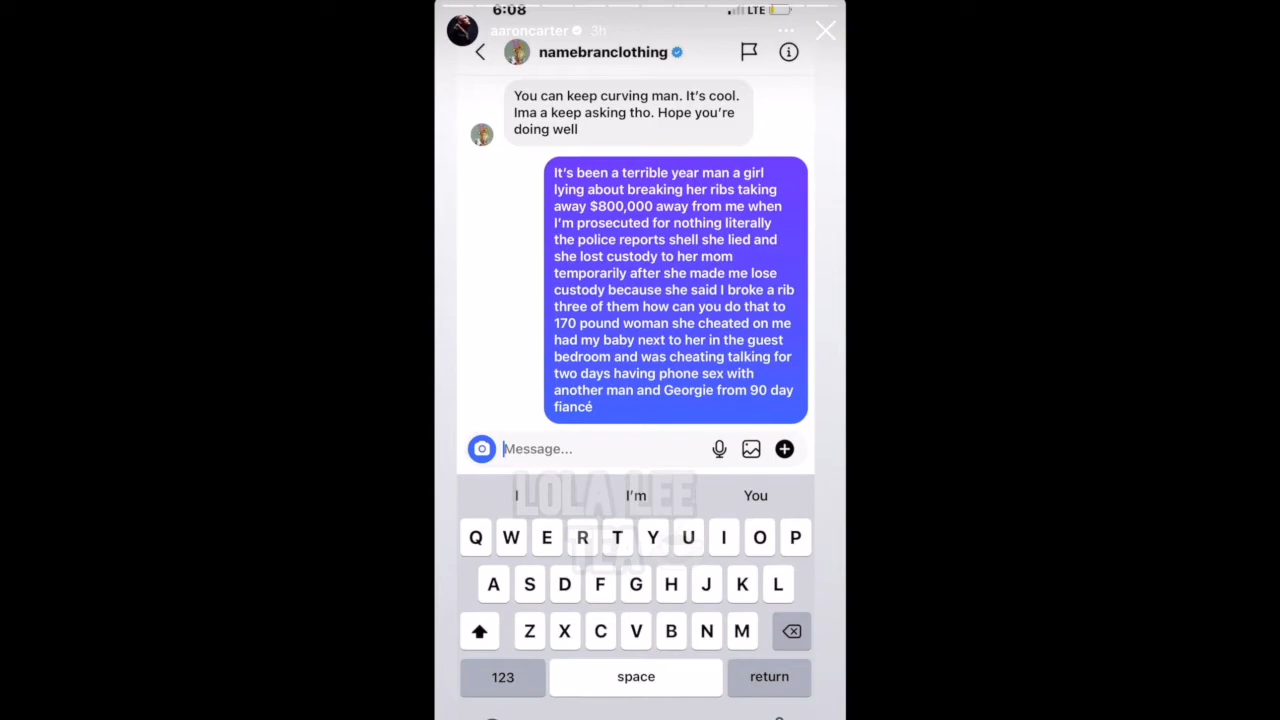 6:08
LTE
aaroncarter 3h
namebranclothing
You can keep curving man. It's cool.
Ima a keep asking tho. Hope you're
doing well
It's been a terrible year man a girl
lying about breaking her ribs taking
away $800,000 away from me when
I'm prosecuted for nothing literally
the police reports shell she lied and
she lost custody to her mom
temporarily after she made me lose
custody because she said I broke a rib
three of them how can you do that to
170 pound woman she cheated on me
had my baby next to her in the guest
bedroom and was cheating talking for
two days having phone sex with
another man and Georgie from 90 day
fiancé
Message...
LOLA LEE
TEA
I I'm You
Q W E R T Y U I O P
A S D F G H J K L
Z X C V B N M
123 space return